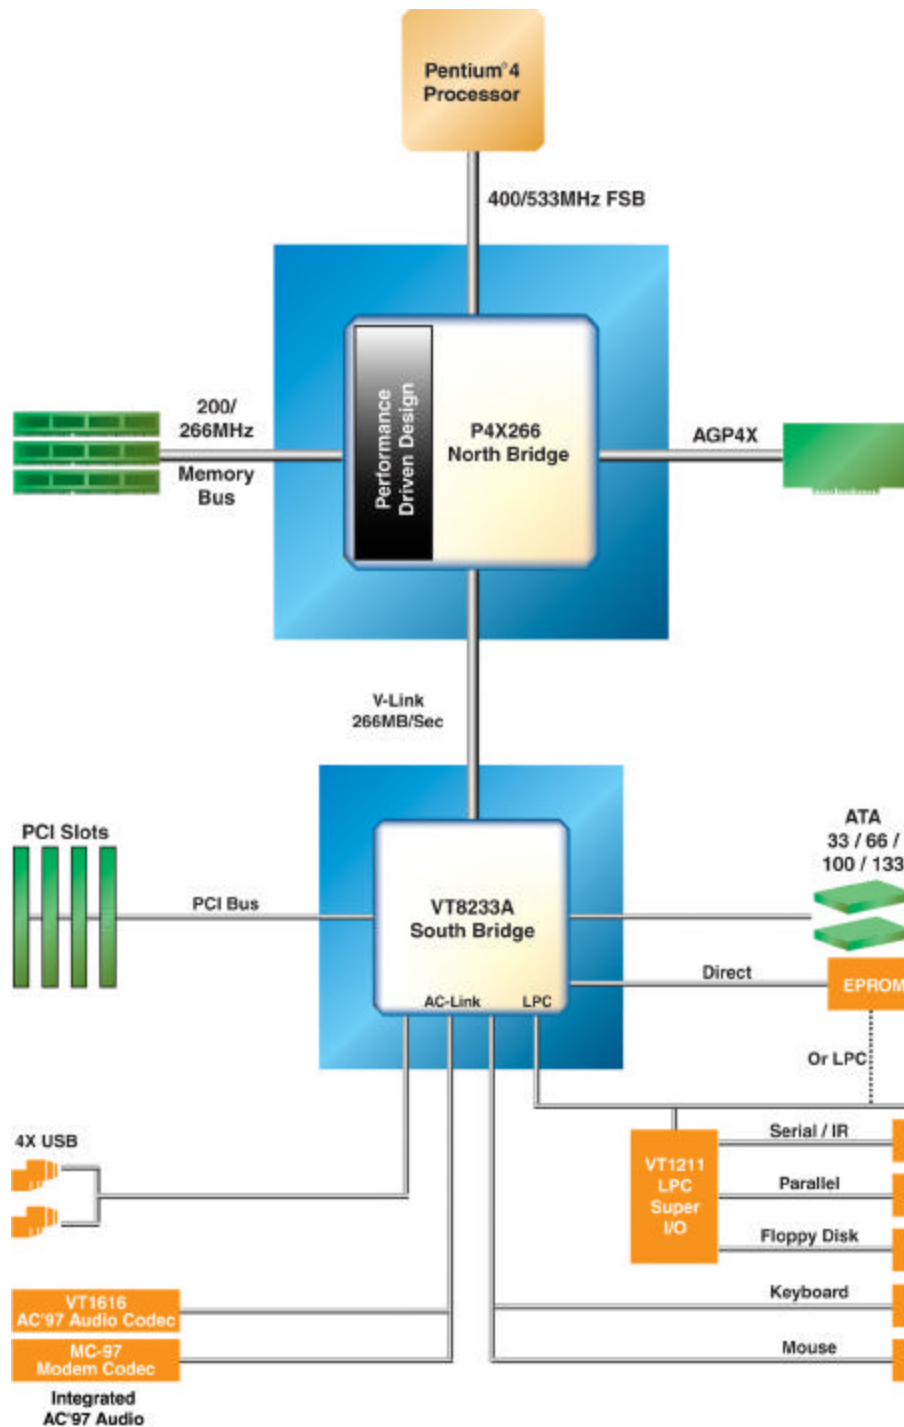 Pentium® 4
Processor
400/533MHz FSB
Performance
Driven Design
P4X266
North Bridge
200/
266MHz
Memory
Bus
AGP4X
V-Link
266MB/Sec
PCI Slots
PCI Bus
VT8233A
South Bridge
AC-Link
LPC
ATA
33 / 66 /
100 / 133
Direct
EPROM
Or LPC
4X USB
VT1211
LPC
Super
I/O
Serial / IR
Parallel
Floppy Disk
Keyboard
Mouse
VT1616
AC'97 Audio Codec
MC-97
Modem Codec
Integrated
AC'97 Audio